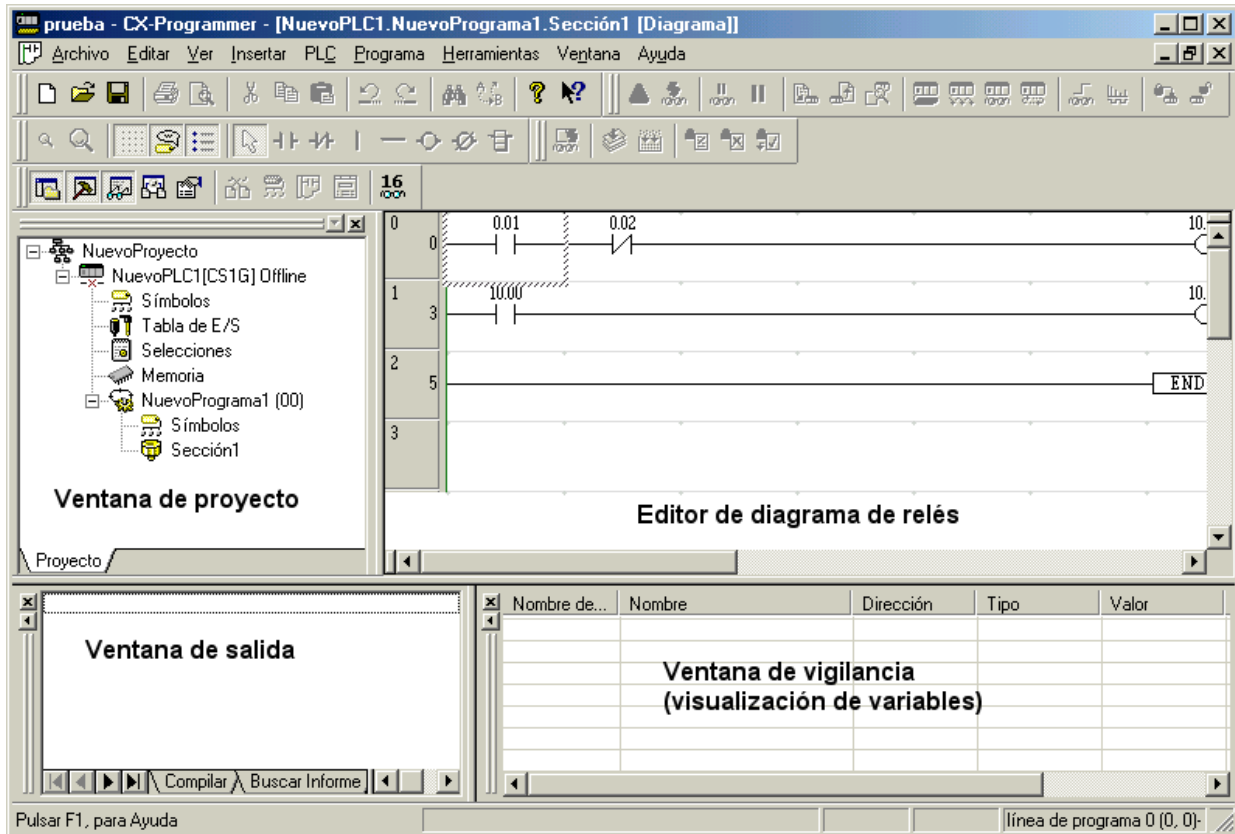 prueba - CX-Programmer - [NuevoPLC1.NuevoPrograma1.Sección1 [Diagrama]]
Archivo Editar Ver Insertar PLC Programa Herramientas Ventana Ayuda
16
NuevoProyecto
NuevoPLC1[CS1G] Offline
Símbolos
Tabla de E/S
Selecciones
Memoria
NuevoPrograma1 (00)
Símbolos
Sección1
Ventana de proyecto
Proyecto
0 0 0.01 0.02 10.
1 3 10.00 10.
2 5 END
3
Editor de diagrama de relés
Ventana de salida
Compilar Buscar Informe
Nombre de... Nombre Dirección Tipo Valor
Ventana de vigilancia
(visualización de variables)
Pulsar F1, para Ayuda
línea de programa 0 (0, 0)-